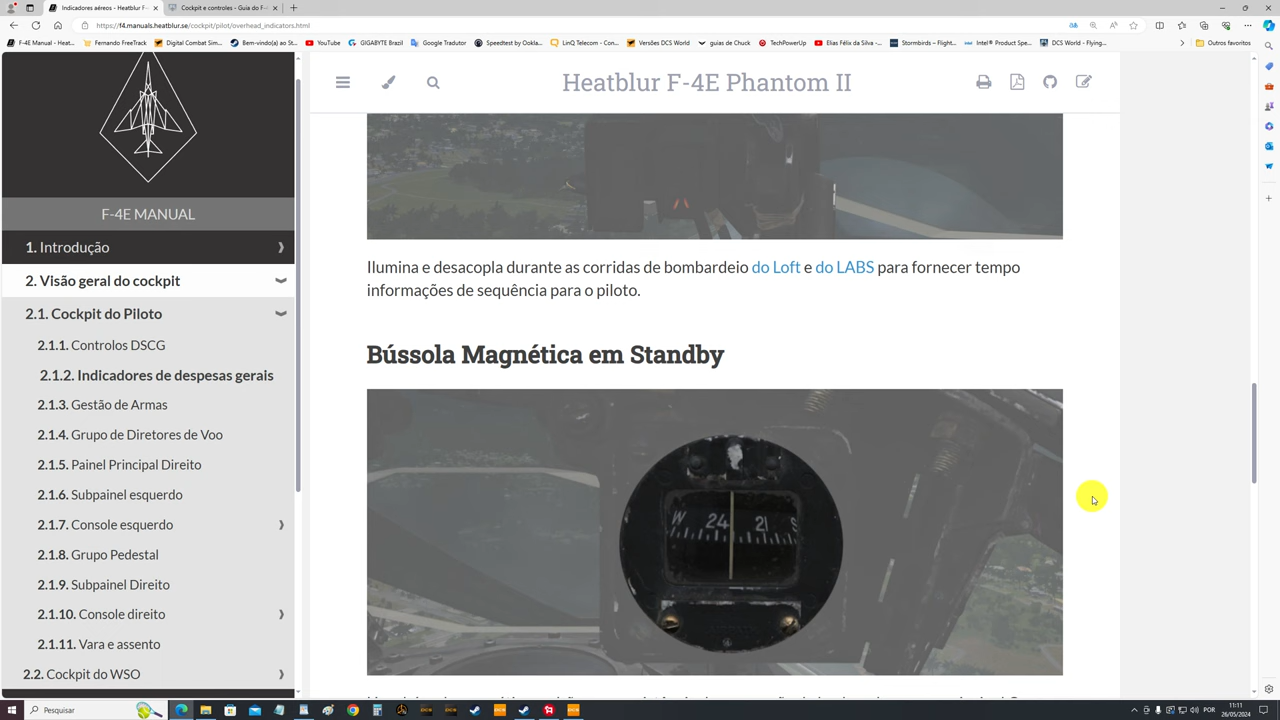 Indicadores aéreos - Heatblur F-4
Cockpit e controles - Guia do F-4
https://f4.manuals.heatblur.se/cockpit/pilot/overhead_indicators.html
F-4E Manual - Heat...
Fernando FreeTrack
Digital Combat Sim...
Bem-vindo(a) ao St...
YouTube
GIGABYTE Brazil
Google Tradutor
Speedtest by Ookla...
LinQ Telecom - Con...
Versões DCS World
guias de Chuck
TechPowerUp
Elias Félix da Silva -...
Stormbirds – Flight...
Intel® Product Spe...
DCS World - Flying...
Outros favoritos
Heatblur F-4E Phantom II
F-4E MANUAL
1. Introdução
2. Visão geral do cockpit
2.1. Cockpit do Piloto
2.1.1. Controlos DSCG
2.1.2. Indicadores de despesas gerais
2.1.3. Gestão de Armas
2.1.4. Grupo de Diretores de Voo
2.1.5. Painel Principal Direito
2.1.6. Subpainel esquerdo
2.1.7. Console esquerdo
2.1.8. Grupo Pedestal
2.1.9. Subpainel Direito
2.1.10. Console direito
2.1.11. Vara e assento
2.2. Cockpit do WSO
Ilumina e desacopla durante as corridas de bombardeio do Loft e do LABS para fornecer tempo
informações de sequência para o piloto.
Bússola Magnética em Standby
W 24 21 S
Pesquisar
POR
11:11
26/05/2024